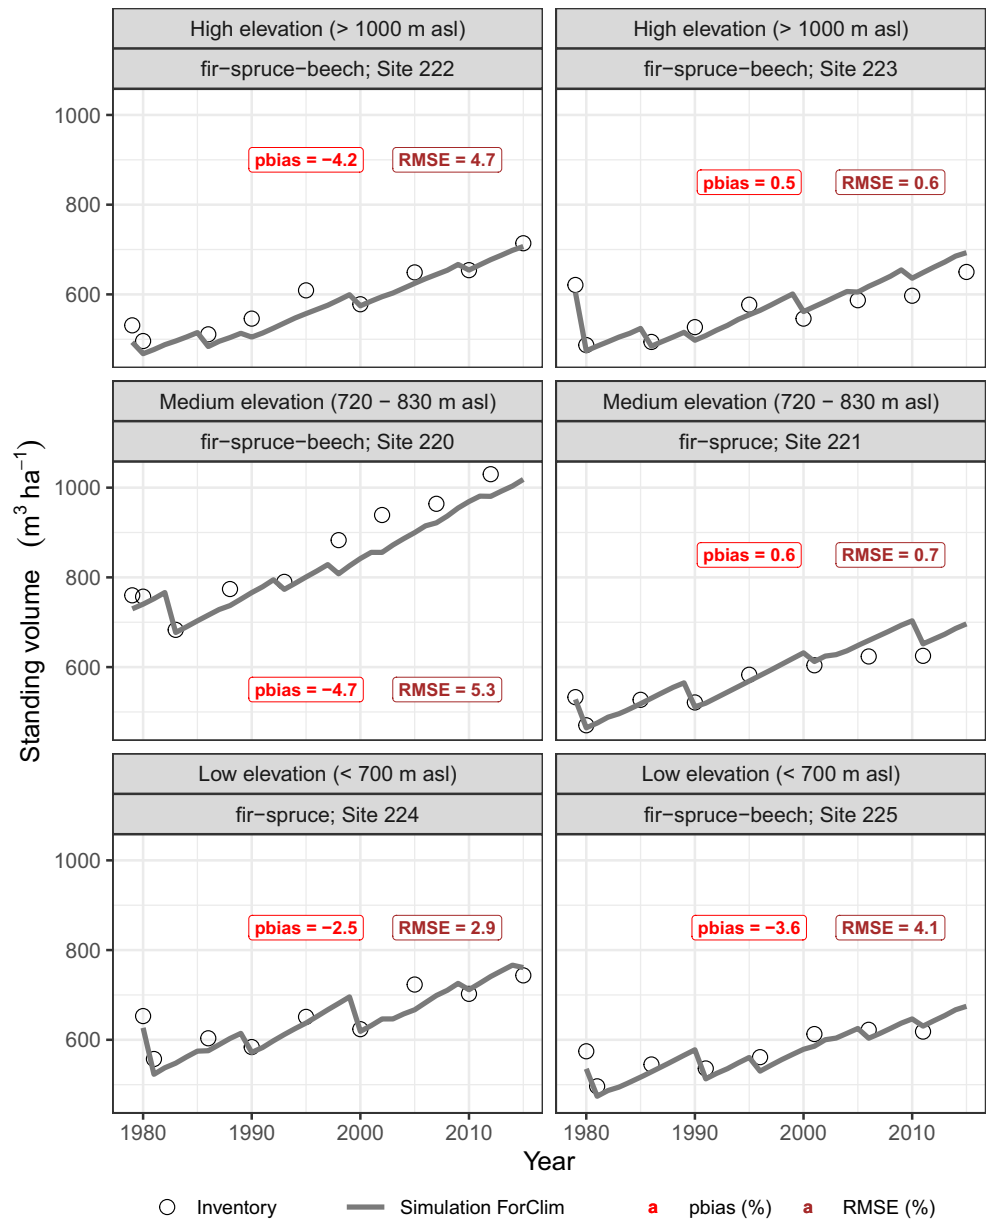 High elevation (> 1000 m asl)
High elevation (> 1000 m asl)
fir−spruce−beech; Site 222
fir−spruce−beech; Site 223
1000
800
600
pbias = −4.2
RMSE = 4.7
pbias = 0.5
RMSE = 0.6
Medium elevation (720 − 830 m asl)
Medium elevation (720 − 830 m asl)
fir−spruce−beech; Site 220
fir−spruce; Site 221
Standing volume (m³ ha⁻¹)
1000
800
600
pbias = −4.7
RMSE = 5.3
pbias = 0.6
RMSE = 0.7
Low elevation (< 700 m asl)
Low elevation (< 700 m asl)
fir−spruce; Site 224
fir−spruce−beech; Site 225
1000
800
600
pbias = −2.5
RMSE = 2.9
pbias = −3.6
RMSE = 4.1
1980 1990 2000 2010
1980 1990 2000 2010
Year
Inventory
Simulation ForClim
a pbias (%)
a RMSE (%)